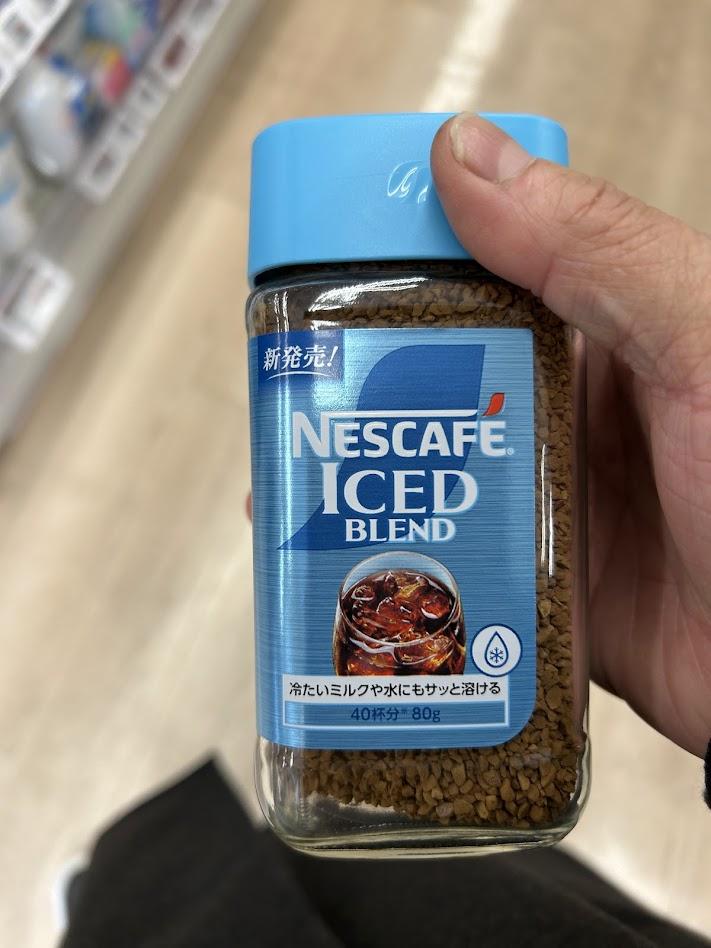 新発売!
NESCAFÉ®
ICED
BLEND
冷たいミルクや水にもサッと溶ける
40杯分※ 80g